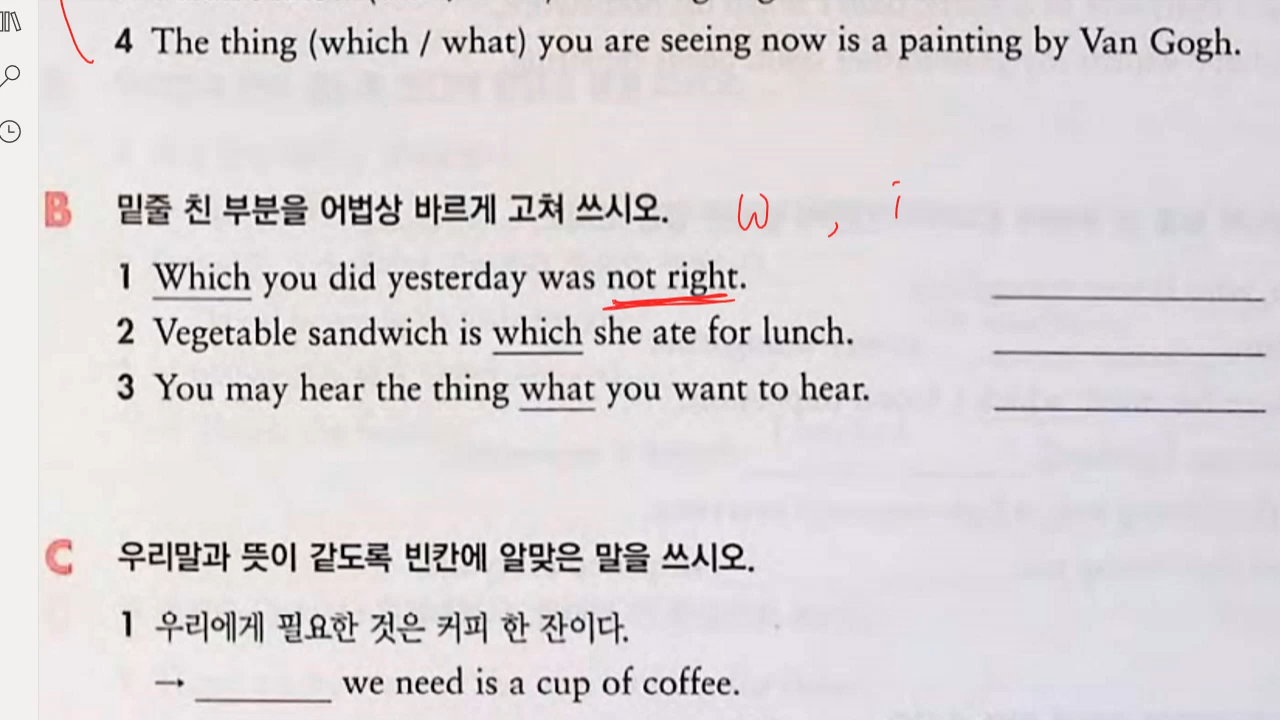 4 The thing (which / what) you are seeing now is a painting by Van Gogh.
B 밑줄 친 부분을 어법상 바르게 고쳐 쓰시오. W , i
1 Which you did yesterday was not right.
2 Vegetable sandwich is which she ate for lunch.
3 You may hear the thing what you want to hear.
C 우리말과 뜻이 같도록 빈칸에 알맞은 말을 쓰시오.
1 우리에게 필요한 것은 커피 한 잔이다.
→ ________ we need is a cup of coffee.